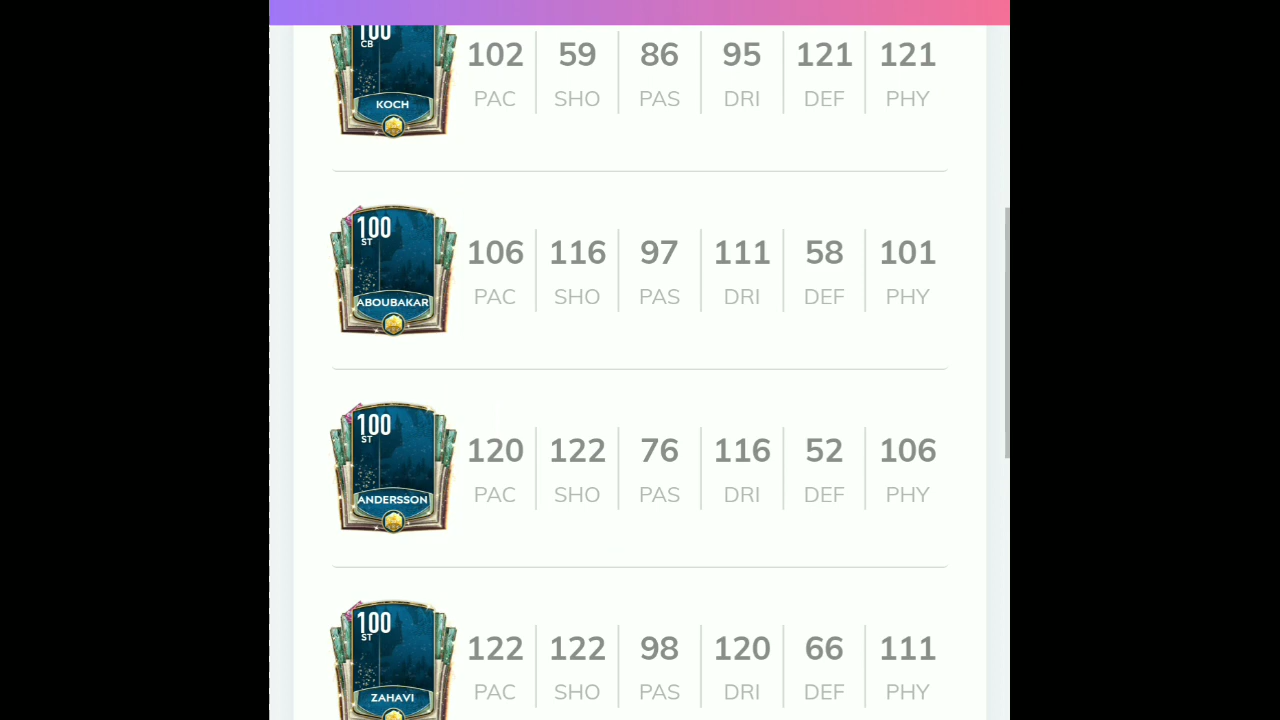 100
CB
KOCH
102 59 86 95 121 121
PAC SHO PAS DRI DEF PHY
100
ST
ABOUBAKAR
106 116 97 111 58 101
PAC SHO PAS DRI DEF PHY
100
ST
ANDERSSON
120 122 76 116 52 106
PAC SHO PAS DRI DEF PHY
100
ST
ZAHAVI
122 122 98 120 66 111
PAC SHO PAS DRI DEF PHY